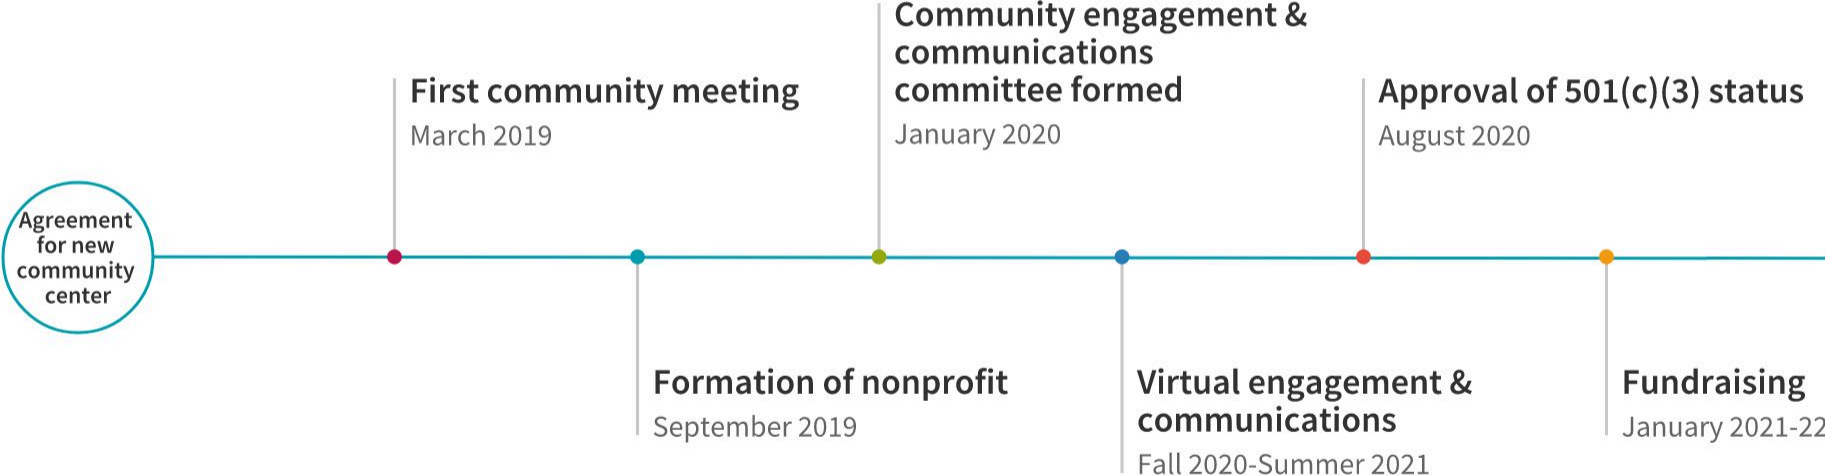 Agreement
for new
community
center
First community meeting
March 2019
Formation of nonprofit
September 2019
Community engagement &
communications
committee formed
January 2020
Virtual engagement &
communications
Fall 2020-Summer 2021
Approval of 501(c)(3) status
August 2020
Fundraising
January 2021-22